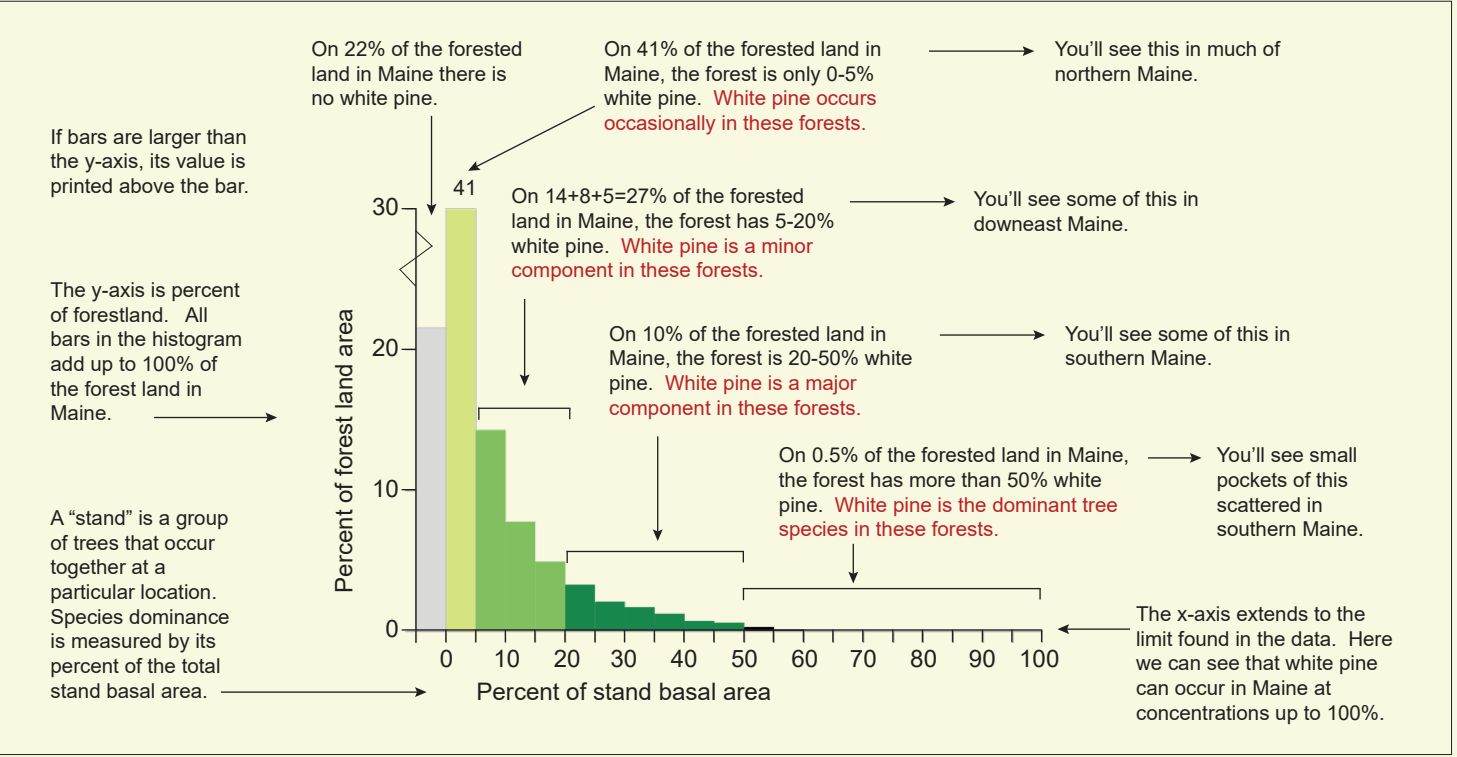 On 22% of the forested
land in Maine there is
no white pine.
On 41% of the forested land in
Maine, the forest is only 0-5%
white pine. White pine occurs
occasionally in these forests.
You'll see this in much of
northern Maine.
If bars are larger than
the y-axis, its value is
printed above the bar.
41
On 14+8+5=27% of the forested
land in Maine, the forest has 5-20%
white pine. White pine is a minor
component in these forests.
You'll see some of this in
downeast Maine.
The y-axis is percent
of forestland. All
bars in the histogram
add up to 100% of
the forest land in
Maine.
On 10% of the forested land in
Maine, the forest is 20-50% white
pine. White pine is a major
component in these forests.
You'll see some of this in
southern Maine.
On 0.5% of the forested land in Maine,
the forest has more than 50% white
pine. White pine is the dominant tree
species in these forests.
You'll see small
pockets of this
scattered in
southern Maine.
A “stand” is a group
of trees that occur
together at a
particular location.
Species dominance
is measured by its
percent of the total
stand basal area.
Percent of forest land area
30
20
10
0
0 10 20 30 40 50 60 70 80 90 100
Percent of stand basal area
The x-axis extends to the
limit found in the data. Here
we can see that white pine
can occur in Maine at
concentrations up to 100%.